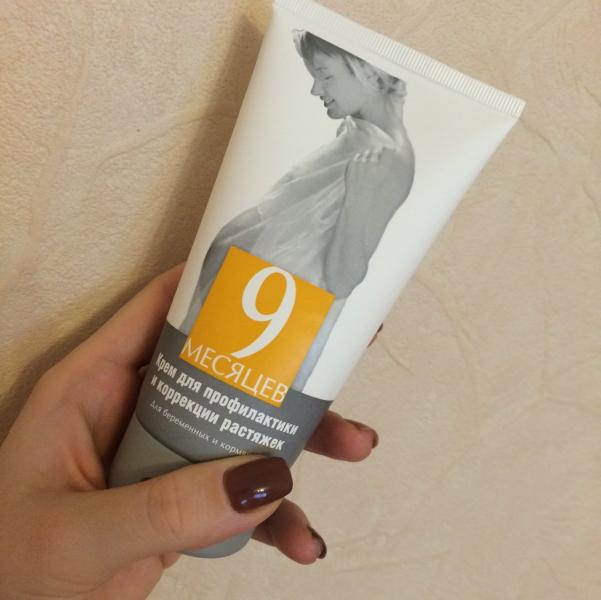 9
МЕСЯЦЕВ
Крем для профилактики
и коррекции растяжек
Для беременных и